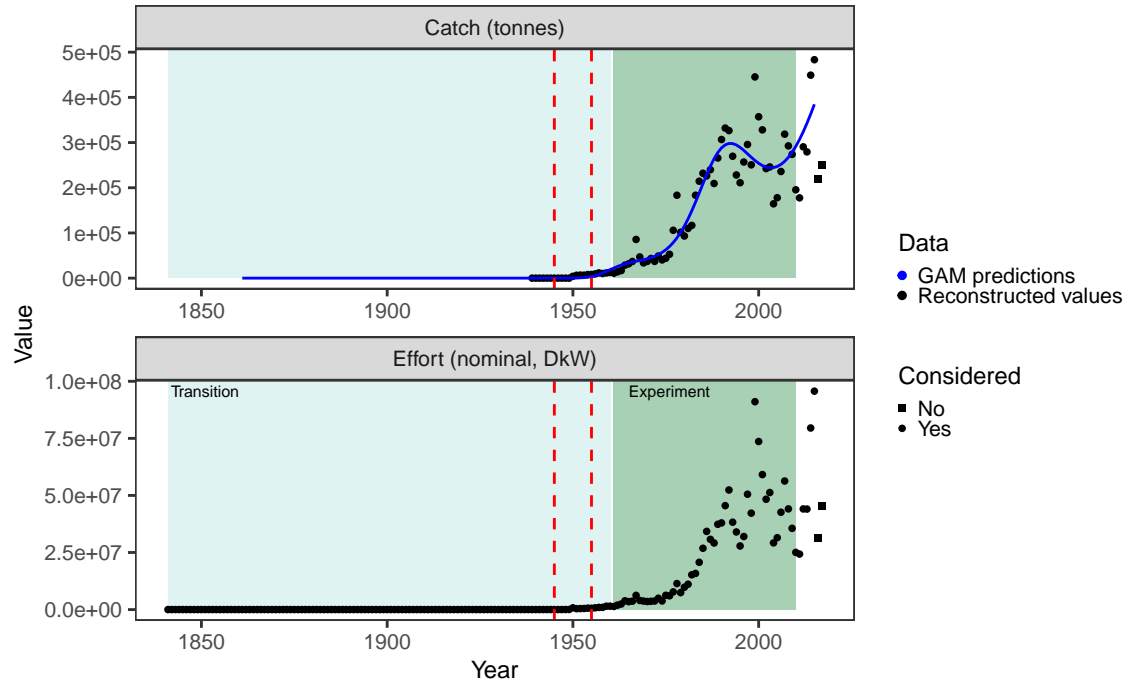 Catch (tonnes)
5e+05
4e+05
3e+05
2e+05
1e+05
0e+00
1850 1900 1950 2000
Value
Effort (nominal, DkW)
1.0e+08
7.5e+07
5.0e+07
2.5e+07
0.0e+00
Transition Experiment
1850 1900 1950 2000
Year
Data
GAM predictions
Reconstructed values
Considered
No
Yes